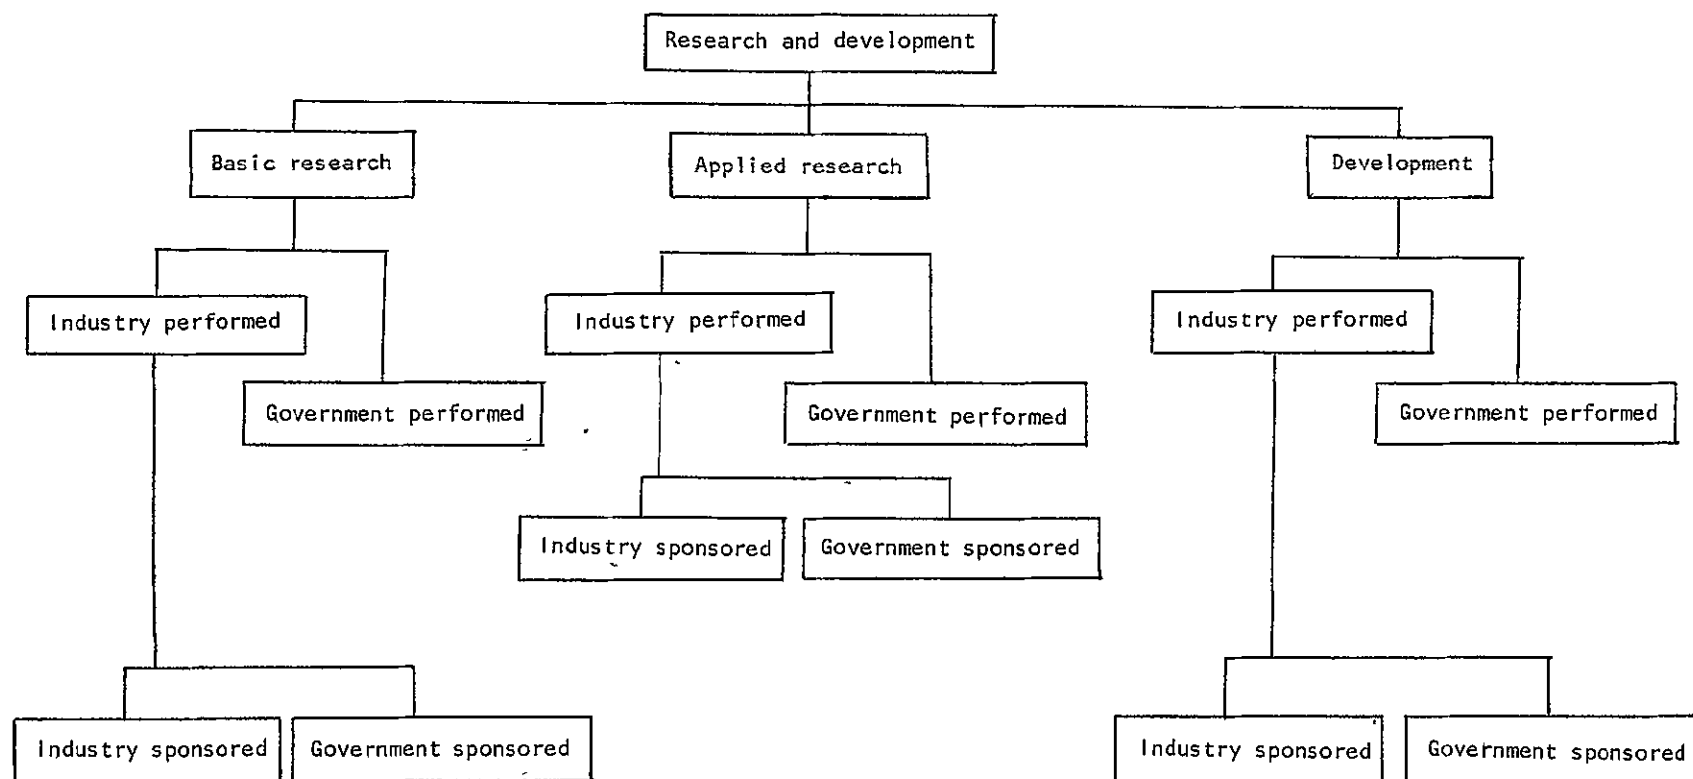 Research and development
Basic research
Applied research
Development
Industry performed
Industry performed
Industry performed
Government performed
Government performed
Government performed
Industry sponsored
Government sponsored
Industry sponsored
Government sponsored
Industry sponsored
Government sponsored